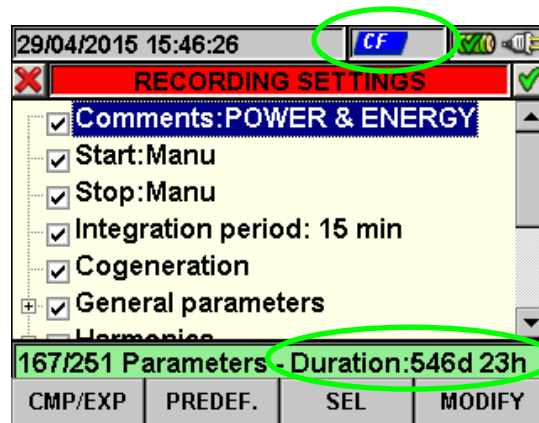 29/04/2015 15:46:26 CF
RECORDING SETTINGS
Comments:POWER & ENERGY
Start:Manu
Stop:Manu
Integration period: 15 min
Cogeneration
General parameters
Harmonics
167/251 Parameters - Duration:546d 23h
CMP/EXP PREDEF. SEL MODIFY